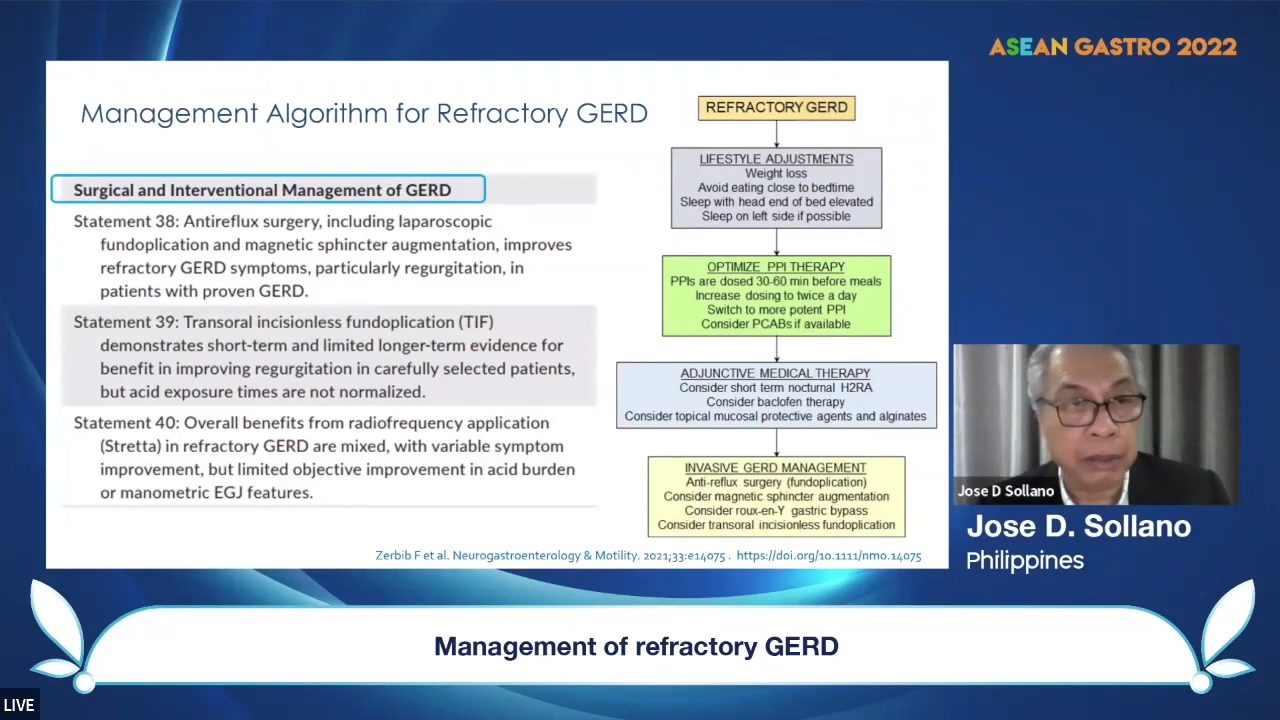 ASEAN GASTRO 2022
Management Algorithm for Refractory GERD
Surgical and Interventional Management of GERD
Statement 38: Antireflux surgery, including laparoscopic
fundoplication and magnetic sphincter augmentation, improves
refractory GERD symptoms, particularly regurgitation, in
patients with proven GERD.
Statement 39: Transoral incisionless fundoplication (TIF)
demonstrates short-term and limited longer-term evidence for
benefit in improving regurgitation in carefully selected patients,
but acid exposure times are not normalized.
Statement 40: Overall benefits from radiofrequency application
(Stretta) in refractory GERD are mixed, with variable symptom
improvement, but limited objective improvement in acid burden
or manometric EGJ features.
REFRACTORY GERD
LIFESTYLE ADJUSTMENTS
Weight loss
Avoid eating close to bedtime
Sleep with head end of bed elevated
Sleep on left side if possible
OPTIMIZE PPI THERAPY
PPIs are dosed 30-60 min before meals
Increase dosing to twice a day
Switch to more potent PPI
Consider PCABs if available
ADJUNCTIVE MEDICAL THERAPY
Consider short term nocturnal H2RA
Consider baclofen therapy
Consider topical mucosal protective agents and alginates
INVASIVE GERD MANAGEMENT
Anti-reflux surgery (fundoplication)
Consider magnetic sphincter augmentation
Consider roux-en-Y gastric bypass
Consider transoral incisionless fundoplication
Zerbib F et al. Neurogastroenterology & Motility. 2021;33:e14075 . https://doi.org/10.1111/nmo.14075
Jose D Sollano
Jose D. Sollano
Philippines
Management of refractory GERD
LIVE